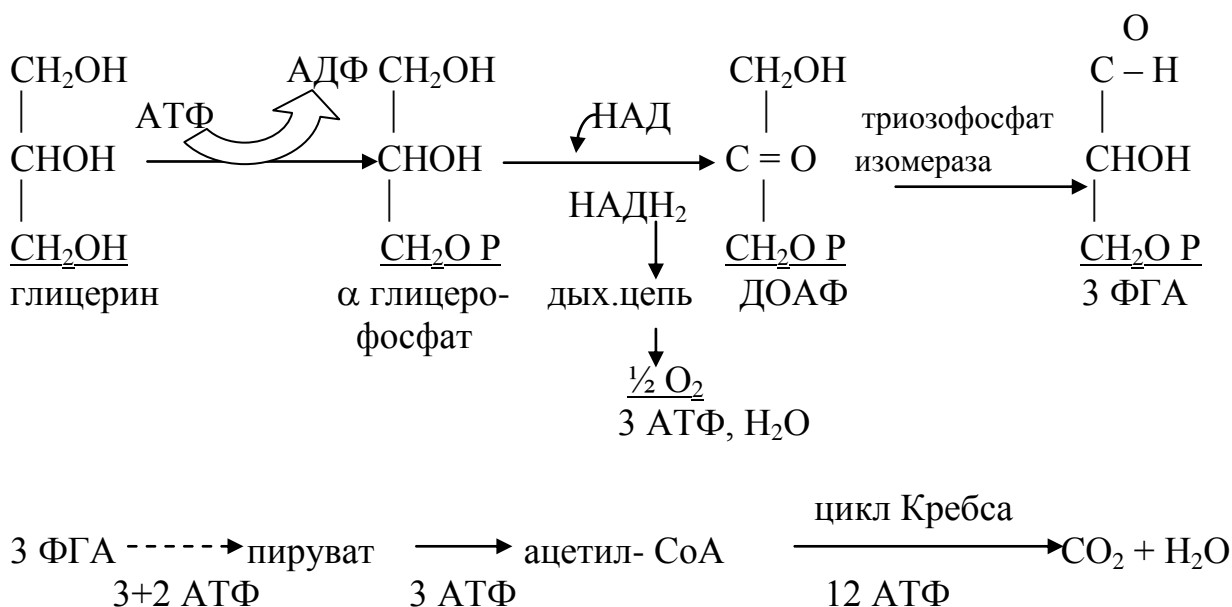 O
CH₂OH АДФ CH₂OH CH₂OH C – H
| АТФ | НАД | триозофосфат |
CHOH CHOH C = O изомераза CHOH
| | НАДН₂ | |
CH₂OH CH₂O P CH₂O P CH₂O P
глицерин α глицеро- дых.цепь ДОАФ 3 ФГА
фосфат
½ O₂
3 АТФ, H₂O
цикл Кребса
3 ФГА пируват ацетил- СоА CO₂ + H₂O
3+2 АТФ 3 АТФ 12 АТФ